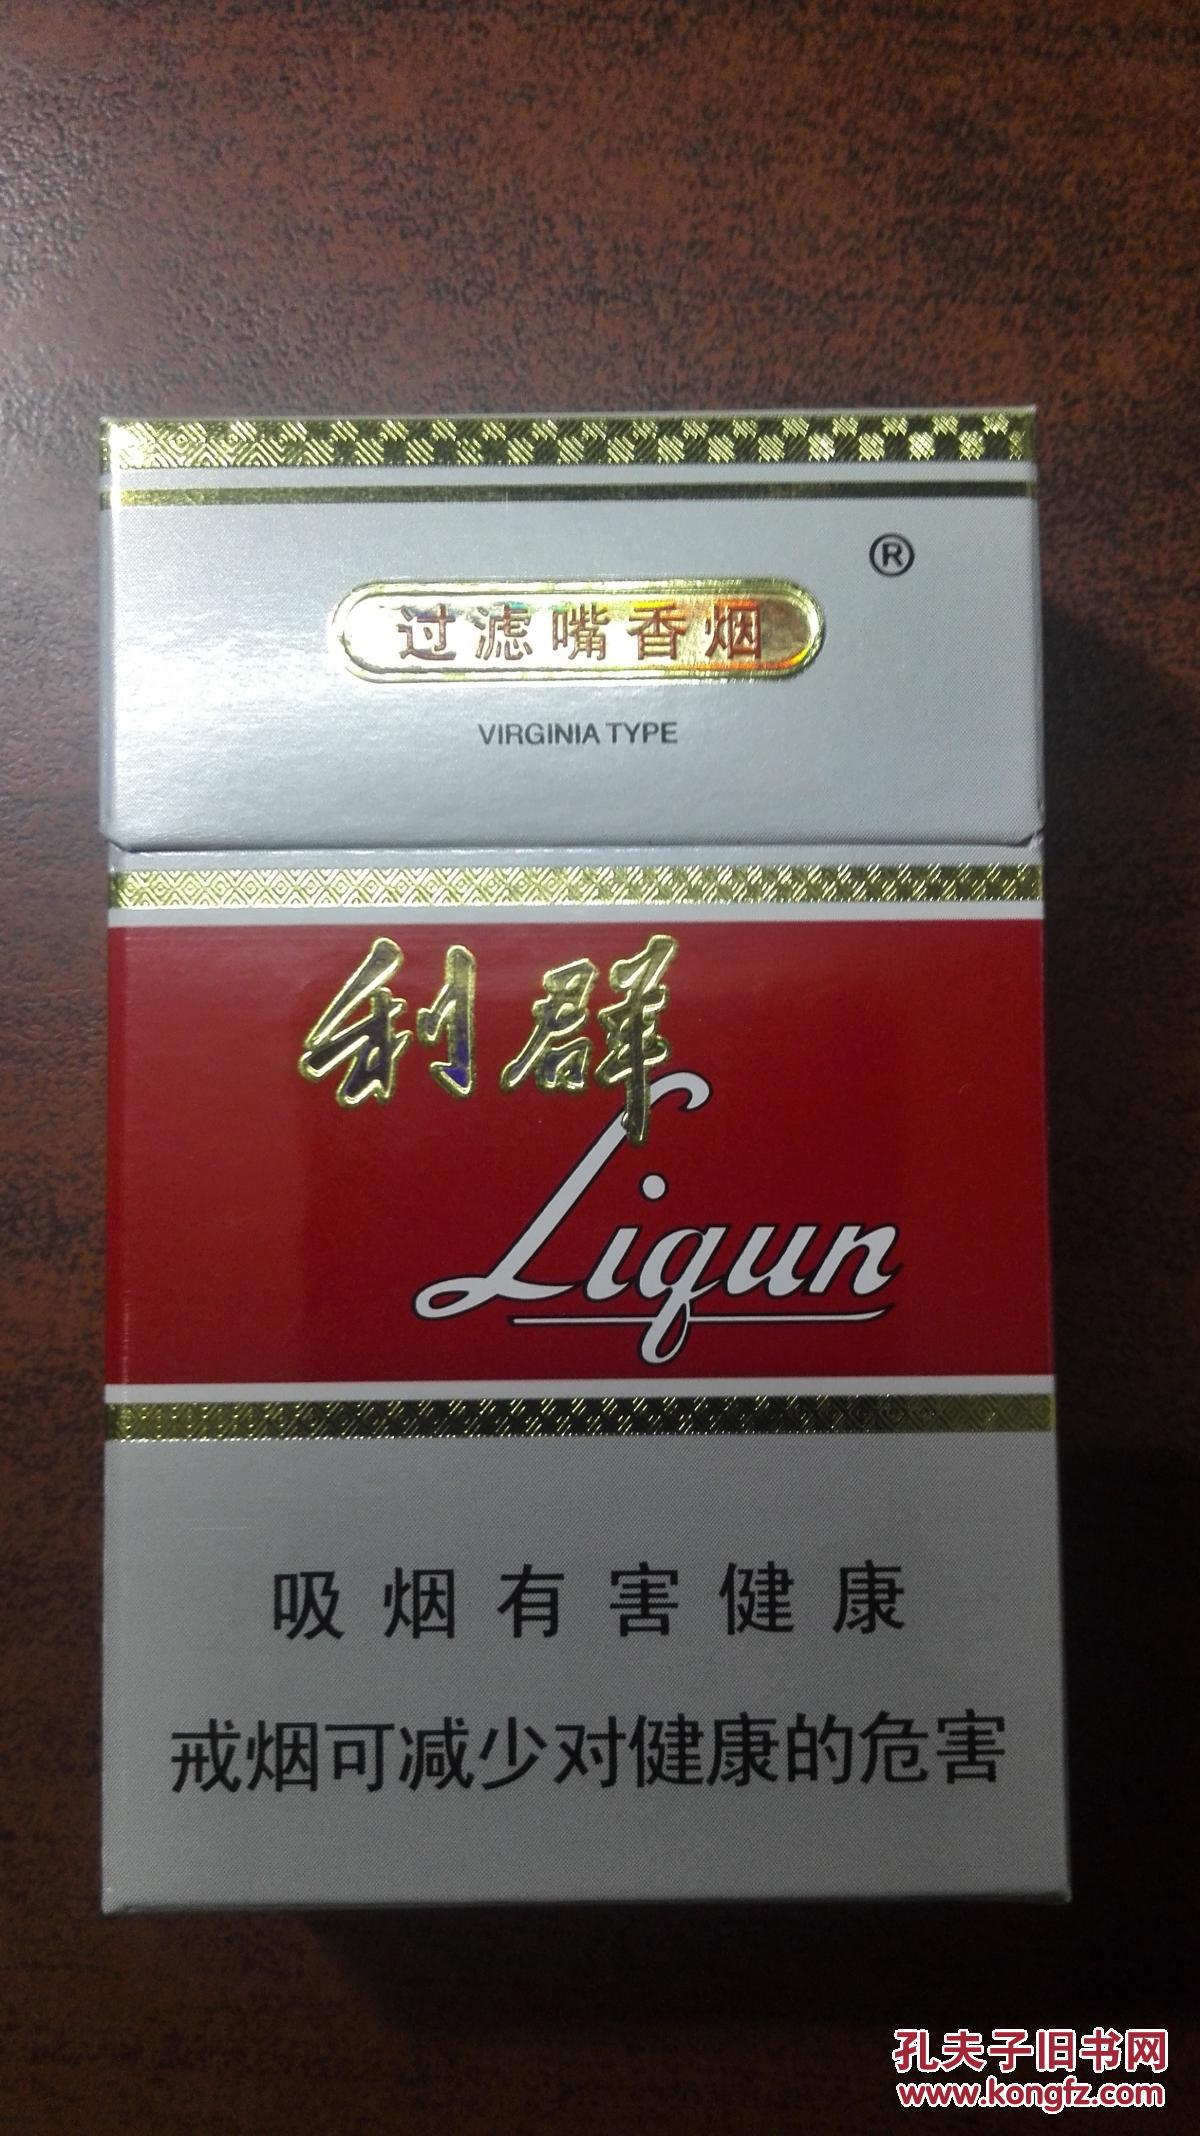 ®
过滤嘴香烟
VIRGINIA TYPE
利群
Liqun
吸烟有害健康
戒烟可减少对健康的危害
孔夫子旧书网
www.kongfz.com